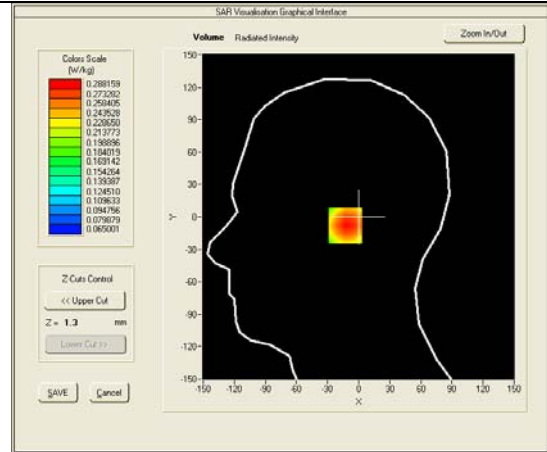 SAR Visualisation Graphical Interface
Volume Radiated Intensity
Zoom In/Out
Colors Scale
(W/kg)
0.288159
0.273282
0.258405
0.243528
0.228650
0.213773
0.198896
0.184019
0.169142
0.154264
0.139387
0.124510
0.109633
0.094756
0.079879
0.065001
Z Cuts Control
<< Upper Cut
Z = 1.3 mm
Lower Cut >>
SAVE Cancel
150
120
90
60
30
Y 0
-30
-60
-90
-120
-150
-150 -120 -90 -60 -30 0 30 60 90 120 150
X